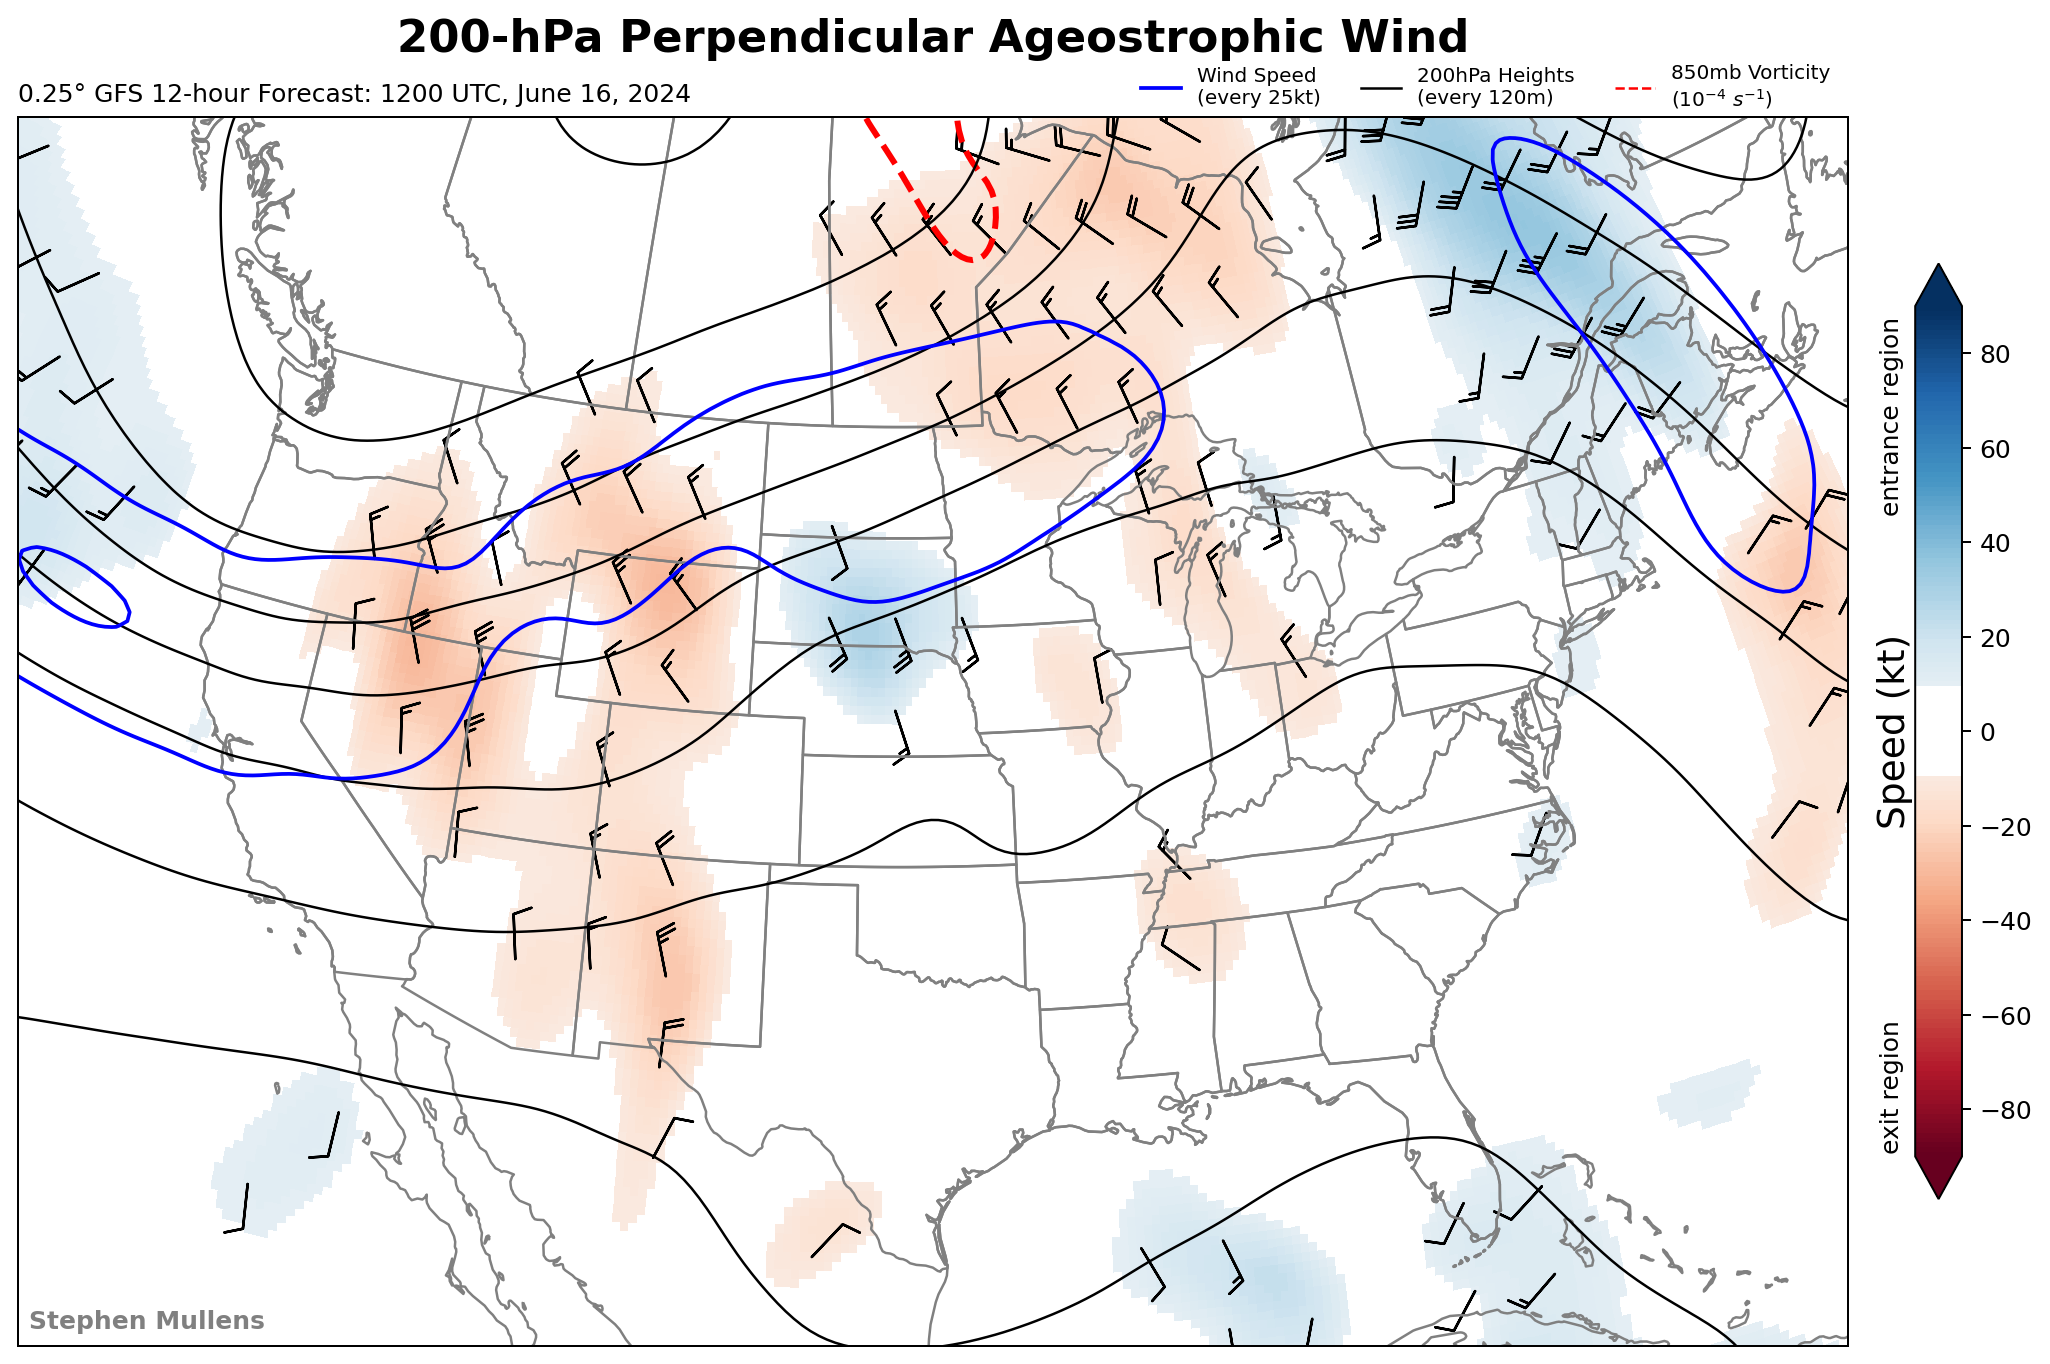 200-hPa Perpendicular Ageostrophic Wind
0.25° GFS 12-hour Forecast: 1200 UTC, June 16, 2024
Wind Speed
(every 25kt)
200hPa Heights
(every 120m)
850mb Vorticity
(10⁻⁴ s⁻¹)
entrance region
Speed (kt)
exit region
80
60
40
20
0
−20
−40
−60
−80
Stephen Mullens